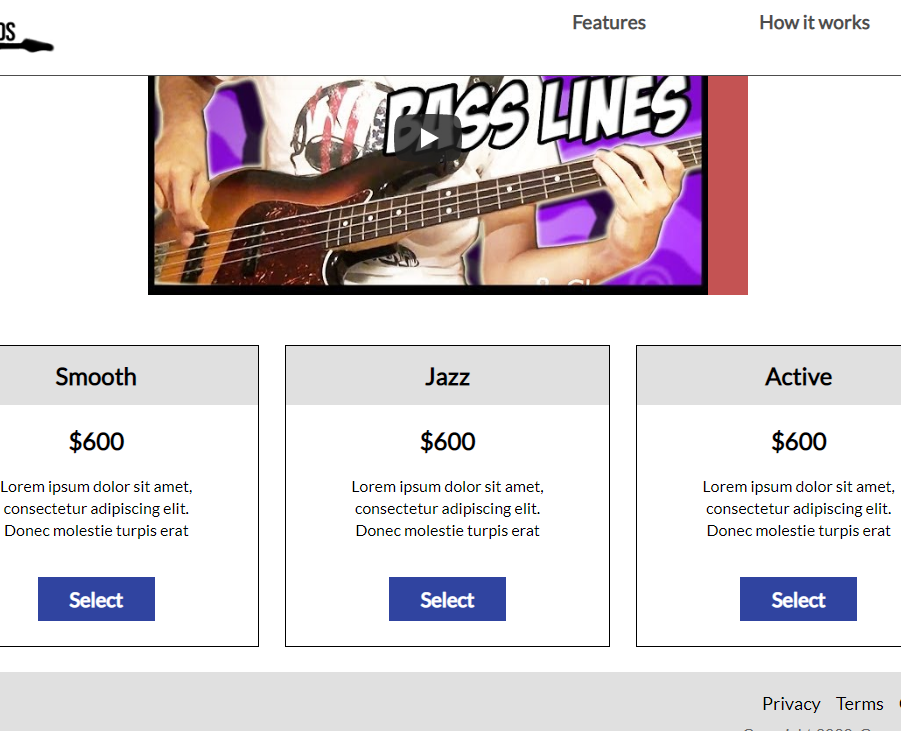 Features
How it works
BASS LINES
Smooth
Jazz
Active
$600
$600
$600
Lorem ipsum dolor sit amet,
consectetur adipiscing elit.
Donec molestie turpis erat
Lorem ipsum dolor sit amet,
consectetur adipiscing elit.
Donec molestie turpis erat
Lorem ipsum dolor sit amet,
consectetur adipiscing elit.
Donec molestie turpis erat
Select
Select
Select
Privacy
Terms